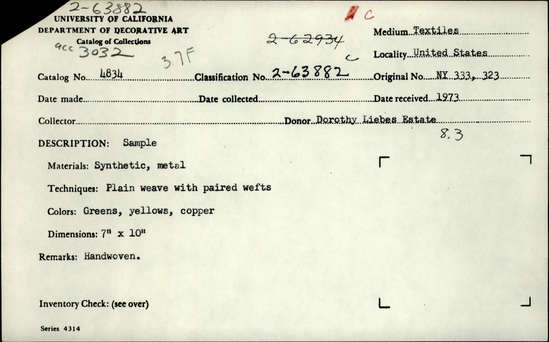 2-63882
UNIVERSITY OF CALIFORNIA
DEPARTMENT OF DECORATIVE ART
Catalog of Collections
acc 3032
37F
2-62934
c
Medium Textiles
Locality United States
Catalog No. 4834 Classification No. 2-63882 c Original No. NY 333, 323
Date made Date collected Date received 1973
Collector Donor Dorothy Liebes Estate
8.3
DESCRIPTION: Sample
Materials: Synthetic, metal
Techniques: Plain weave with paired wefts
Colors: Greens, yellows, copper
Dimensions: 7" x 10"
Remarks: Handwoven.
Inventory Check: (see over)
Series 4314